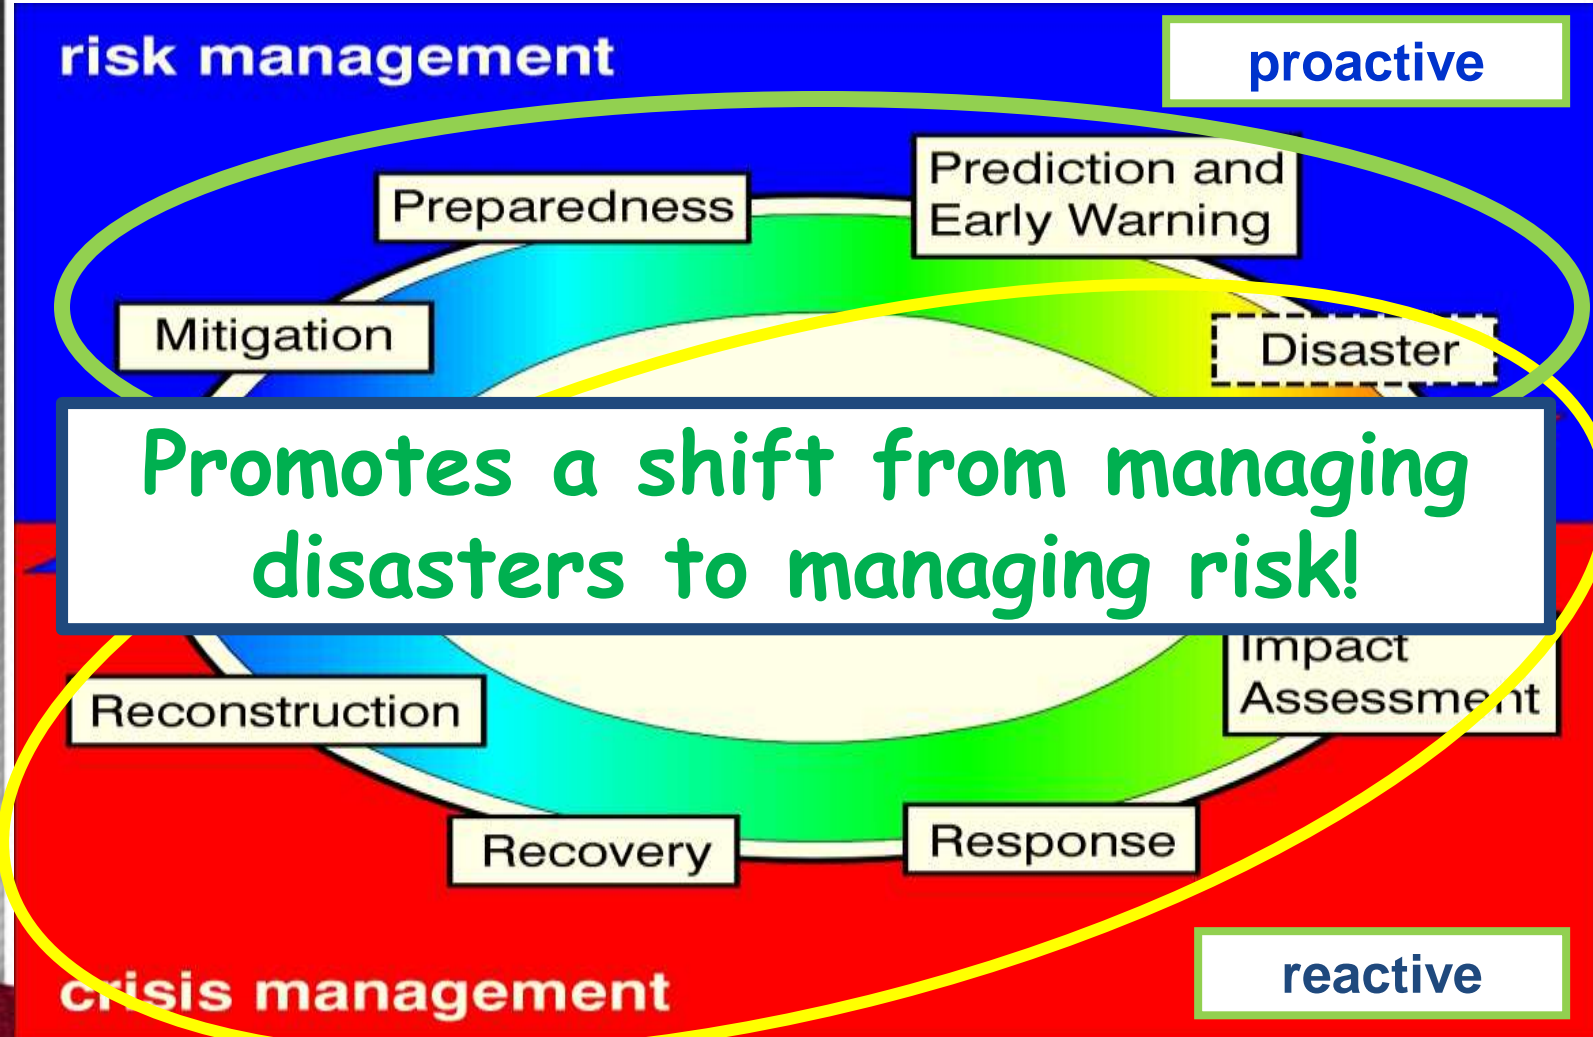 risk management
proactive
Preparedness
Prediction and
Early Warning
Mitigation
Disaster
Promotes a shift from managing
disasters to managing risk!
Impact
Assessment
Reconstruction
Recovery
Response
crisis management
reactive